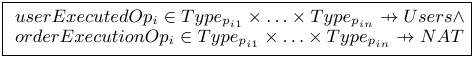 userExecutedOp_i ∈ Type_{p_{i1}} × … × Type_{p_{in}} ⇸ Users∧
orderExecutionOp_i ∈ Type_{p_{i1}} × … × Type_{p_{in}} ⇸ NAT